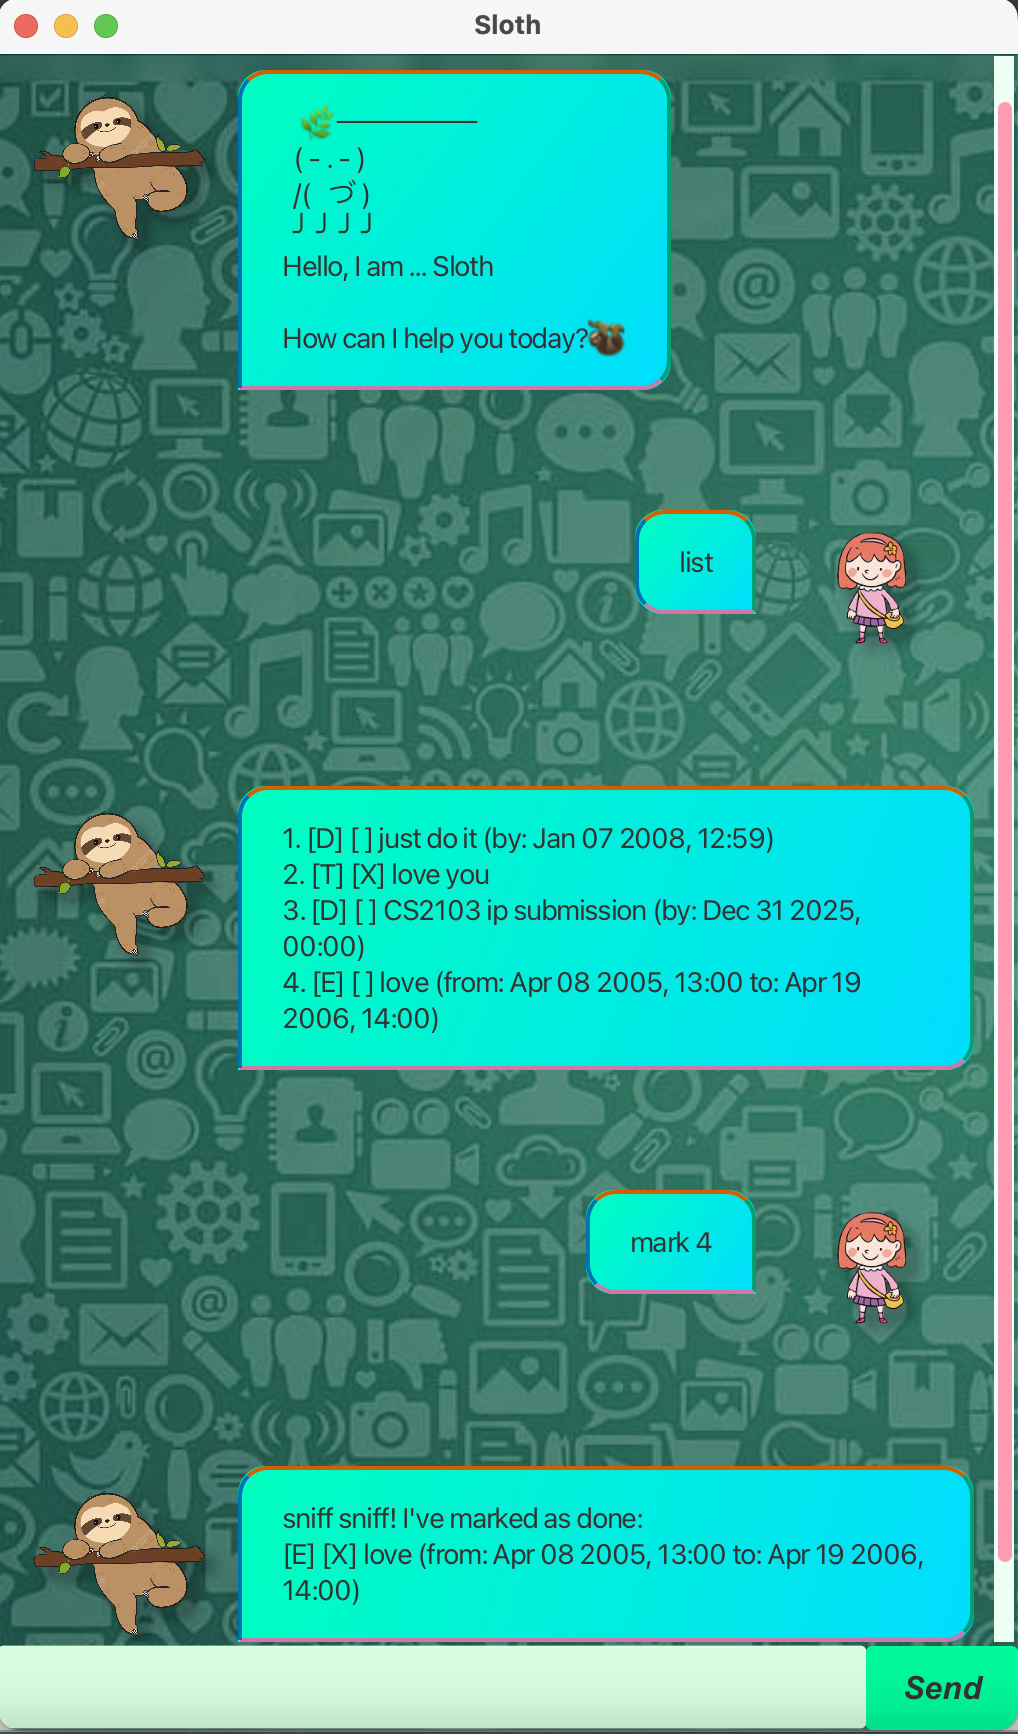 Sloth
🌿──────
(-.-)
/( づ)
╯╯╯╯
Hello, I am ... Sloth
How can I help you today?🦥
list
1. [D] [ ] just do it (by: Jan 07 2008, 12:59)
2. [T] [X] love you
3. [D] [ ] CS2103 ip submission (by: Dec 31 2025,
00:00)
4. [E] [ ] love (from: Apr 08 2005, 13:00 to: Apr 19
2006, 14:00)
mark 4
sniff sniff! I've marked as done:
[E] [X] love (from: Apr 08 2005, 13:00 to: Apr 19 2006,
14:00)
Send